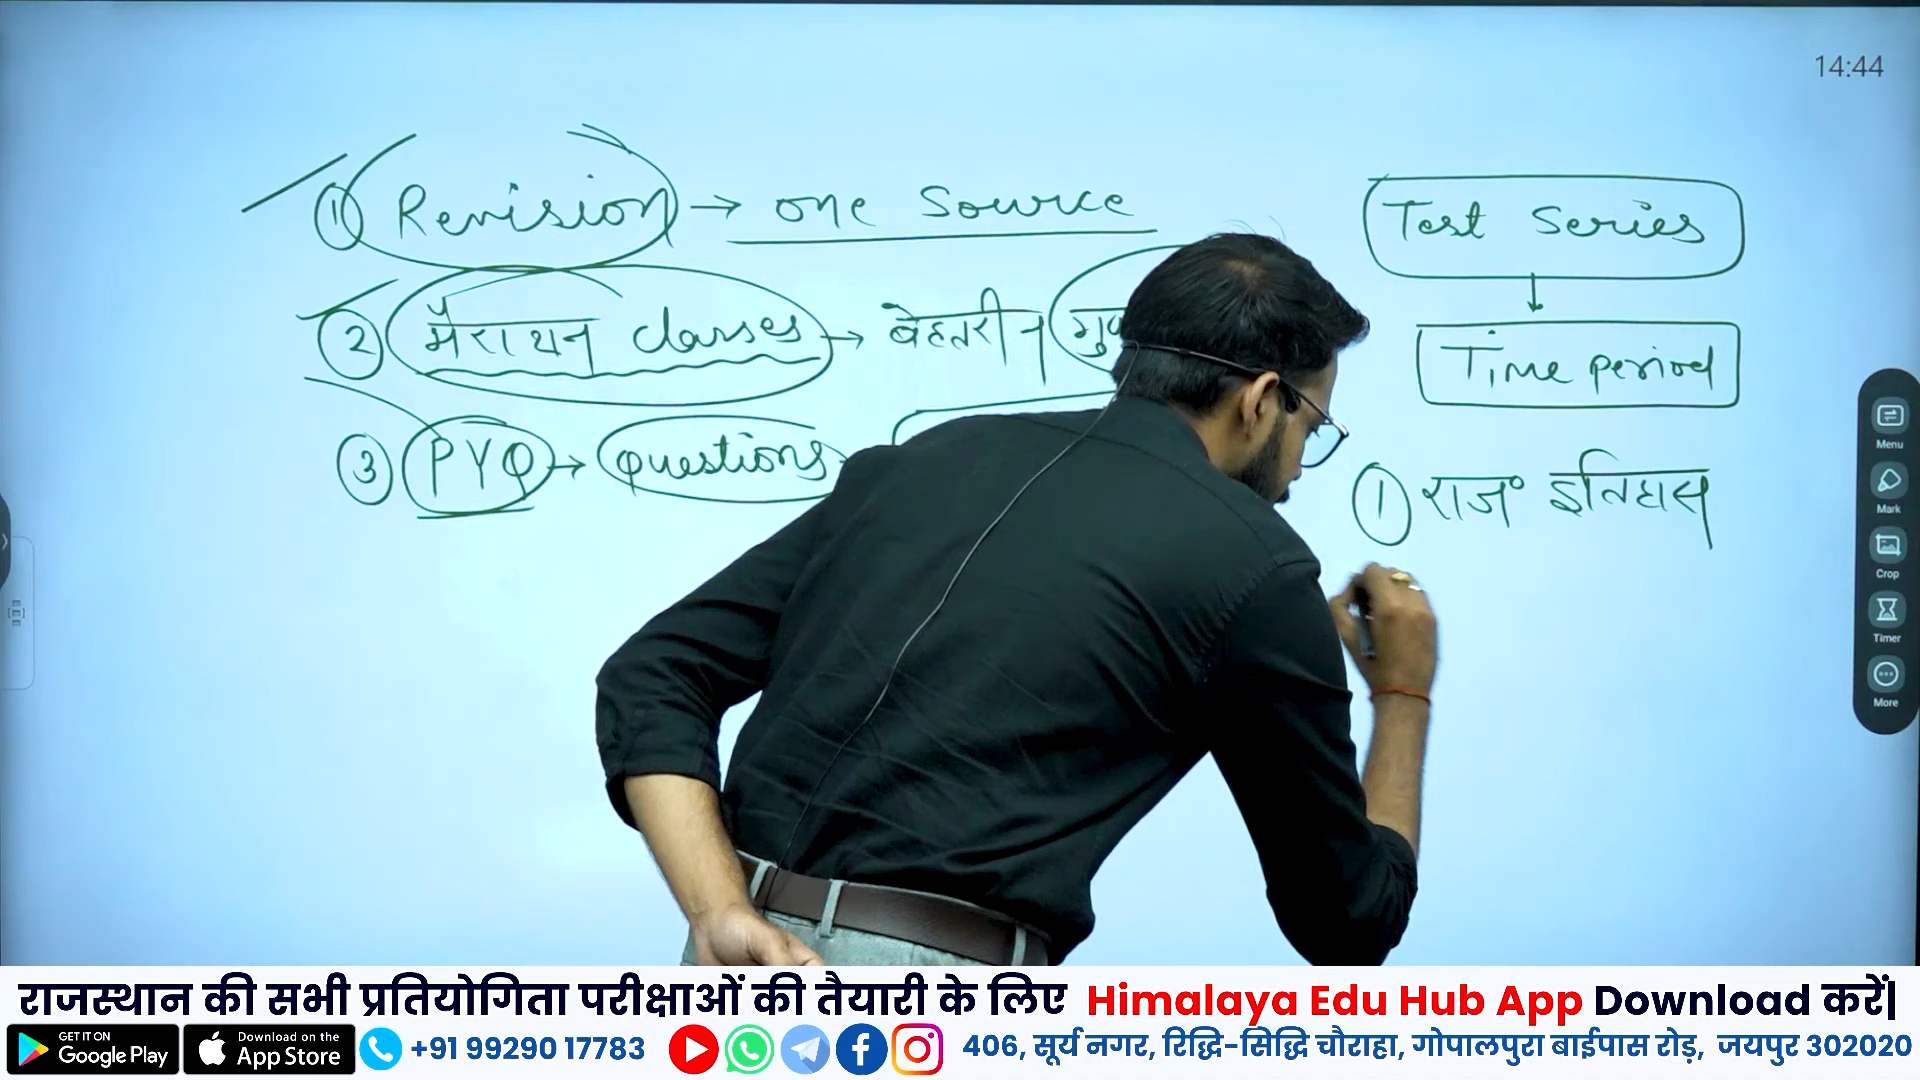 14:44
① Revision → one Source
② मैराथन classes → बेहतरीन
③ PYQ → questions
Test Series
↓
Time period
① राज॰ इतिहास
Menu
Mark
Crop
Timer
More
राजस्थान की सभी प्रतियोगिता परीक्षाओं की तैयारी के लिए Himalaya Edu Hub App Download करें|
GET IT ON
Google Play
Download on the
App Store
+91 99290 17783
406, सूर्य नगर, रिद्धि-सिद्धि चौराहा, गोपालपुरा बाईपास रोड़, जयपुर 302020